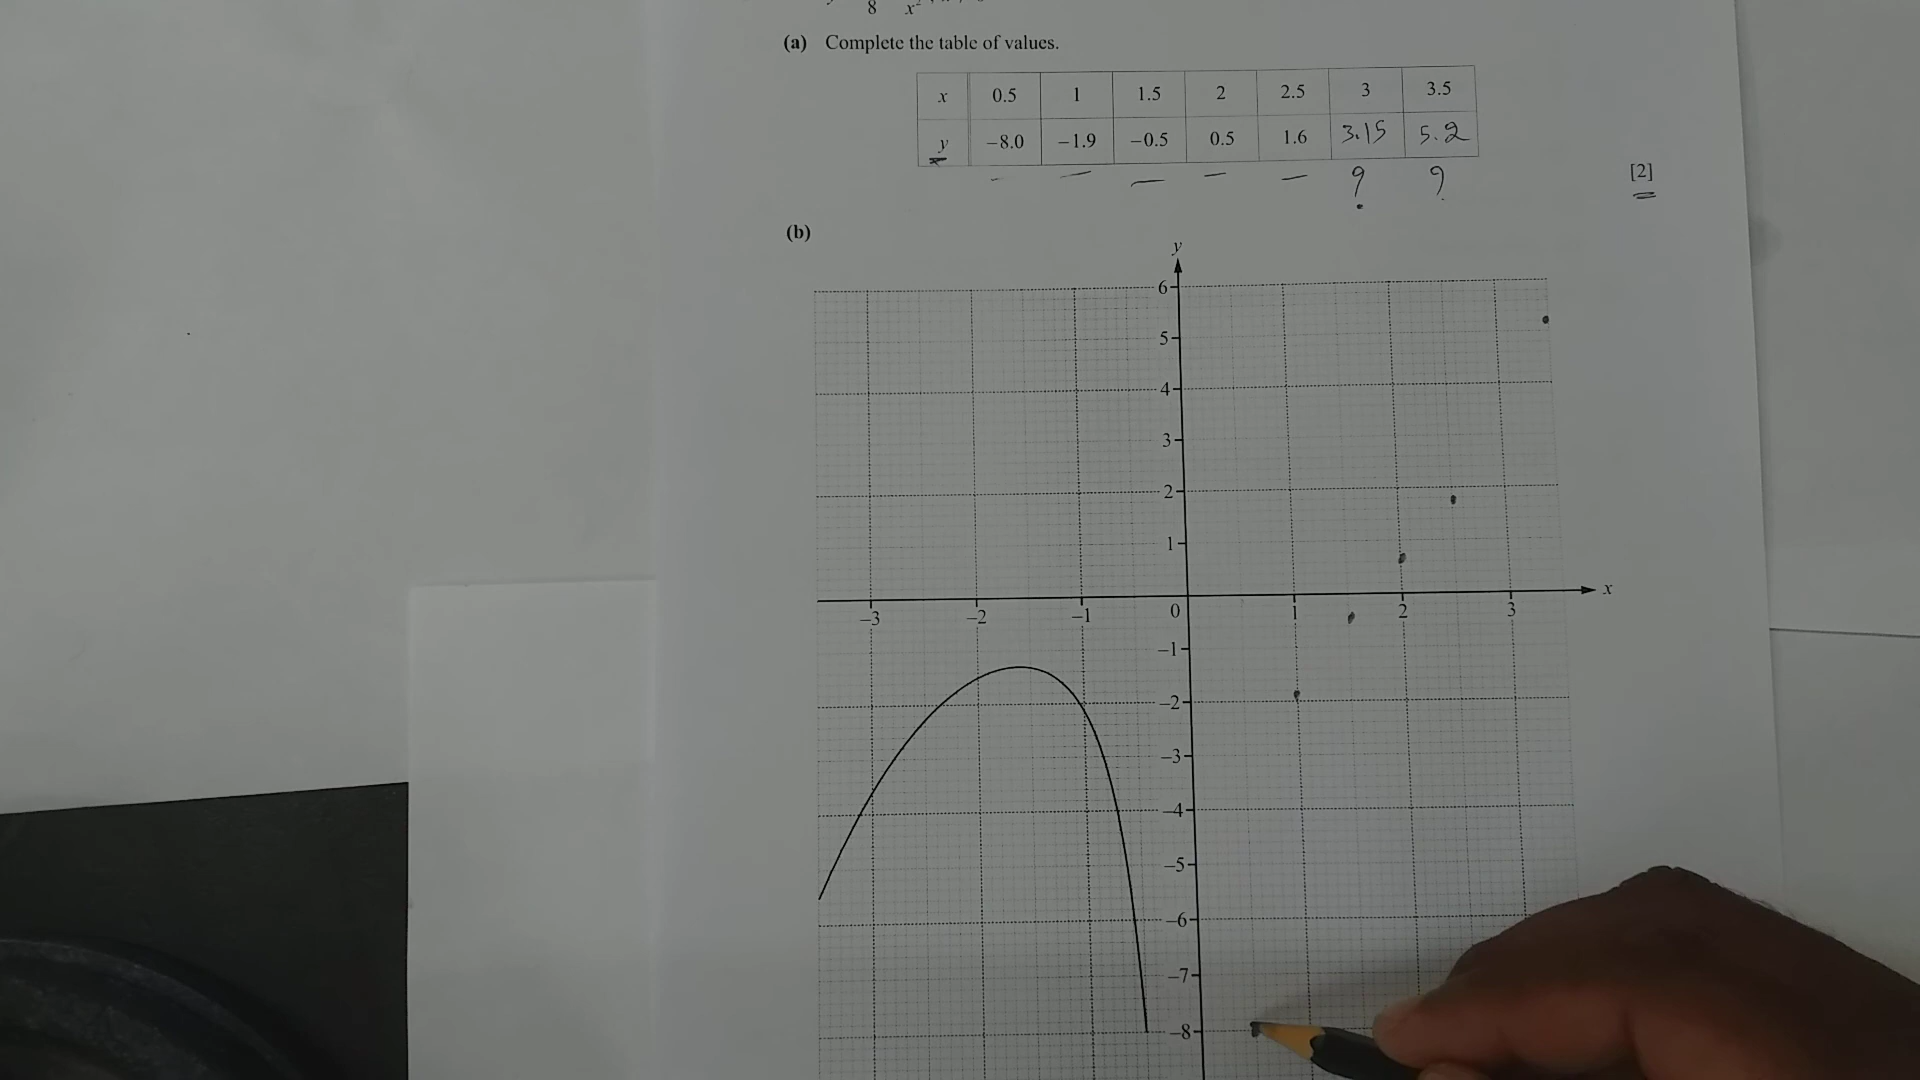 8 x²
(a) Complete the table of values.
x 0.5 1 1.5 2 2.5 3 3.5
y −8.0 −1.9 −0.5 0.5 1.6 3.15 5.2
? ?
[2]
(b)
y
6
5
4
3
2
1
−3 −2 −1 0 1 2 3 x
−1
−2
−3
−4
−5
−6
−7
−8